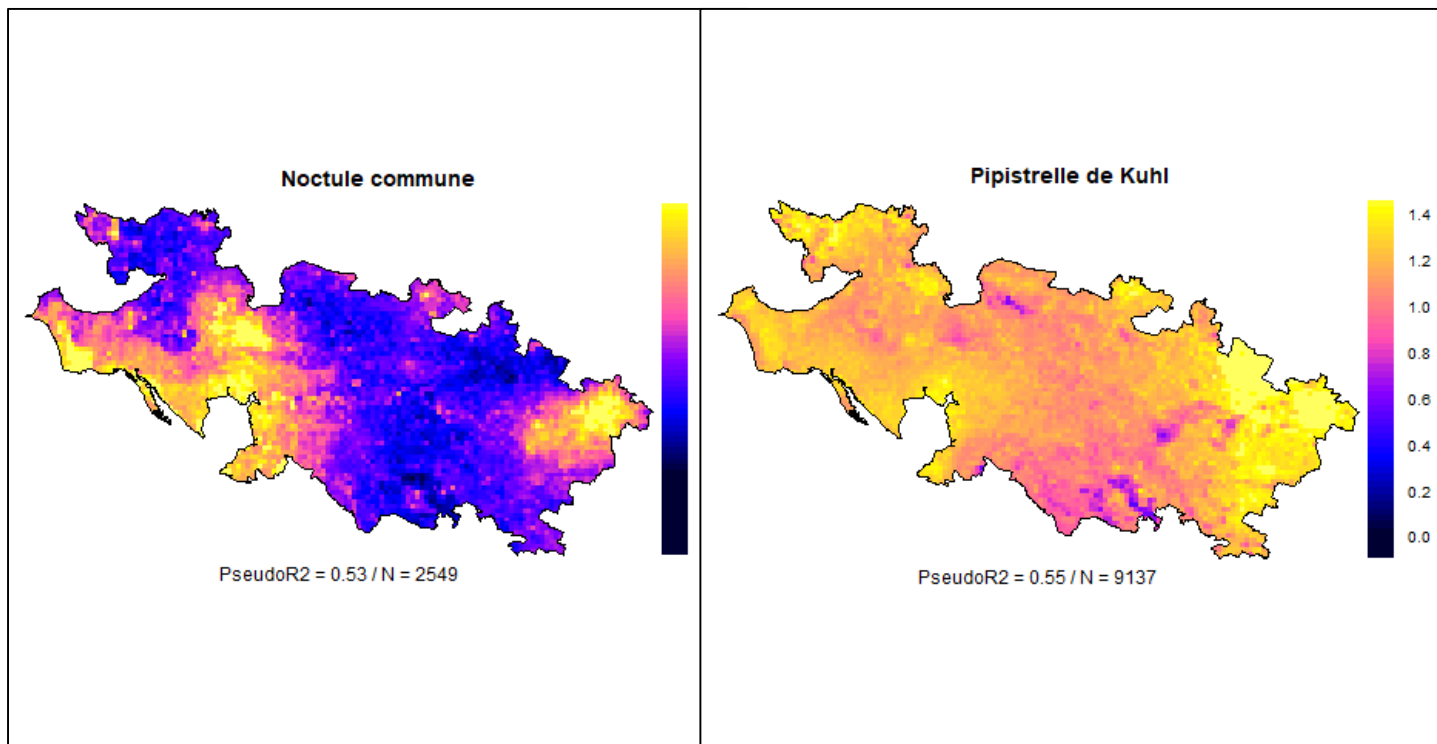 Noctule commune
PseudoR2 = 0.53 / N = 2549
Pipistrelle de Kuhl
1.4
1.2
1.0
0.8
0.6
0.4
0.2
0.0
PseudoR2 = 0.55 / N = 9137